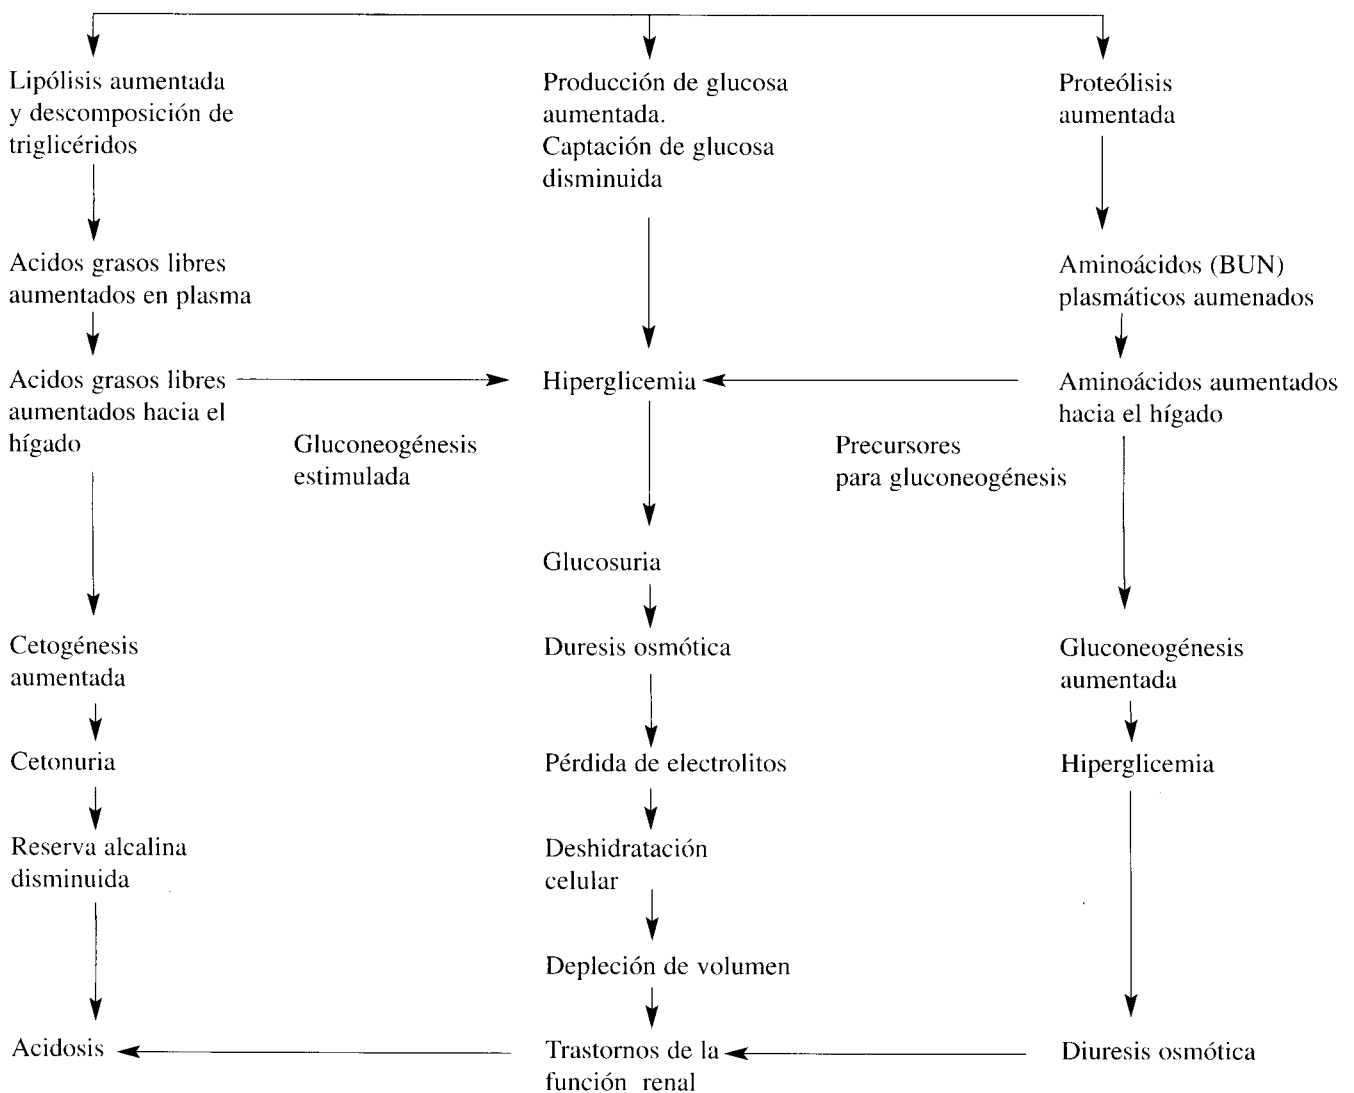 Lipólisis aumentada
y descomposición de
triglicéridos
Producción de glucosa
aumentada.
Captación de glucosa
disminuida
Proteólisis
aumentada
Acidos grasos libres
aumentados en plasma
Aminoácidos (BUN)
plasmáticos aumenados
Acidos grasos libres
aumentados hacia el
hígado
Hiperglicemia
Aminoácidos aumentados
hacia el hígado
Gluconeogénesis
estimulada
Precursores
para gluconeogénesis
Glucosuria
Cetogénesis
aumentada
Duresis osmótica
Gluconeogénesis
aumentada
Cetonuria
Pérdida de electrolitos
Hiperglicemia
Reserva alcalina
disminuida
Deshidratación
celular
Depleción de volumen
Acidosis
Trastornos de la
función renal
Diuresis osmótica